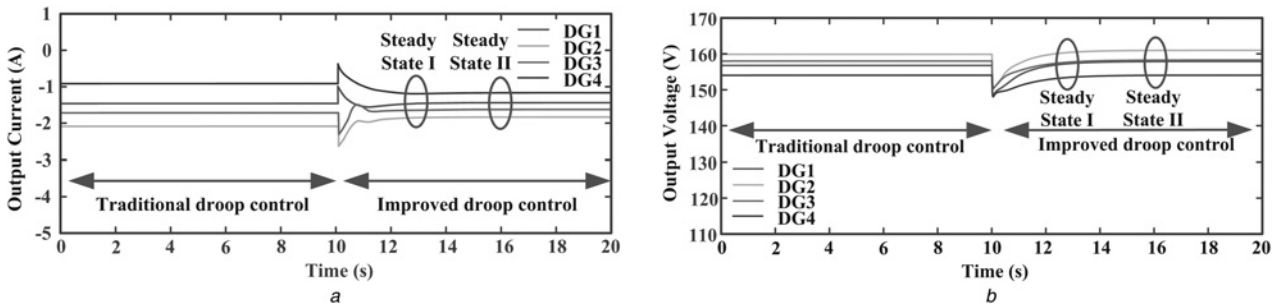 a
b
1
0
-1
-2
-3
-4
-5
Output Current (A)
Steady
State I
Steady
State II
DG1
DG2
DG3
DG4
Traditional droop control
Improved droop control
0 2 4 6 8 10 12 14 16 18 20
Time (s)
a
170
160
150
140
130
120
110
Output Voltage (V)
Steady
State I
Steady
State II
Traditional droop control
Improved droop control
DG1
DG2
DG3
DG4
0 2 4 6 8 10 12 14 16 18 20
Time (s)
b